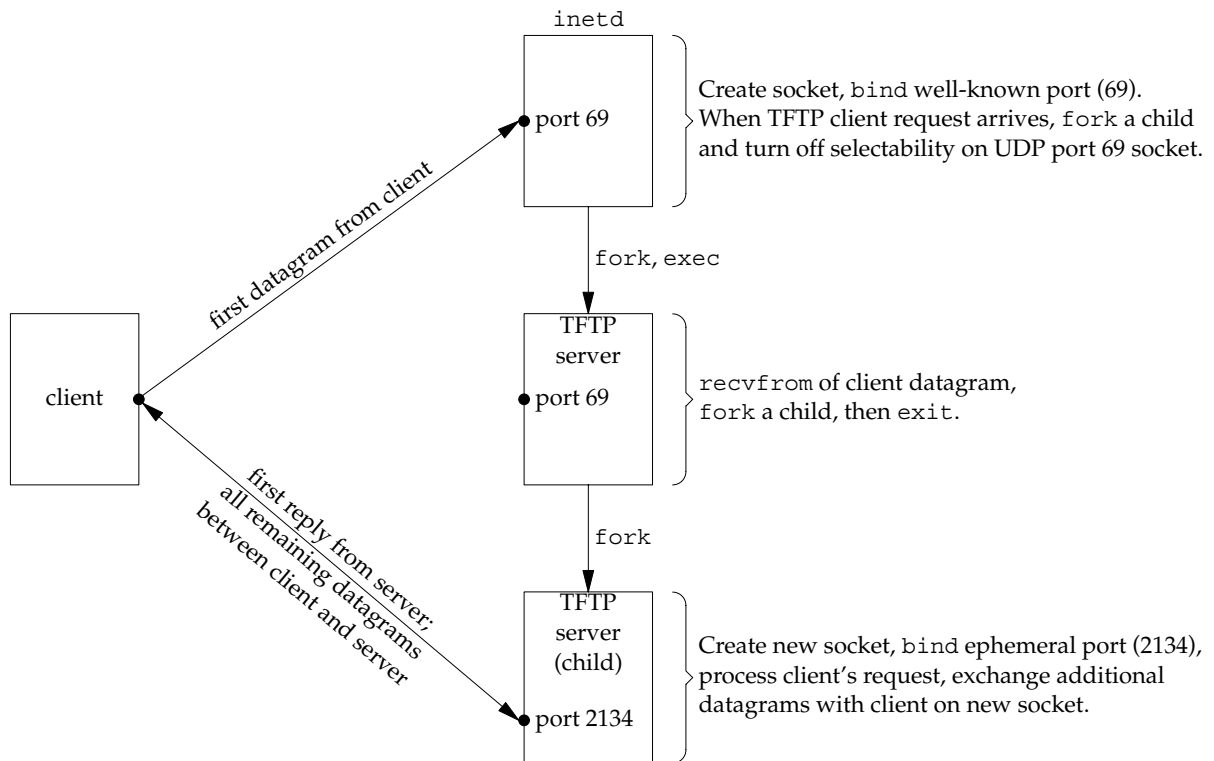 inetd
port 69
Create socket, bind well-known port (69).
When TFTP client request arrives, fork a child
and turn off selectability on UDP port 69 socket.
first datagram from client
fork, exec
client
TFTP
server
port 69
recvfrom of client datagram,
fork a child, then exit.
first reply from server;
all remaining datagrams
between client and server
fork
TFTP
server
(child)
port 2134
Create new socket, bind ephemeral port (2134),
process client's request, exchange additional
datagrams with client on new socket.